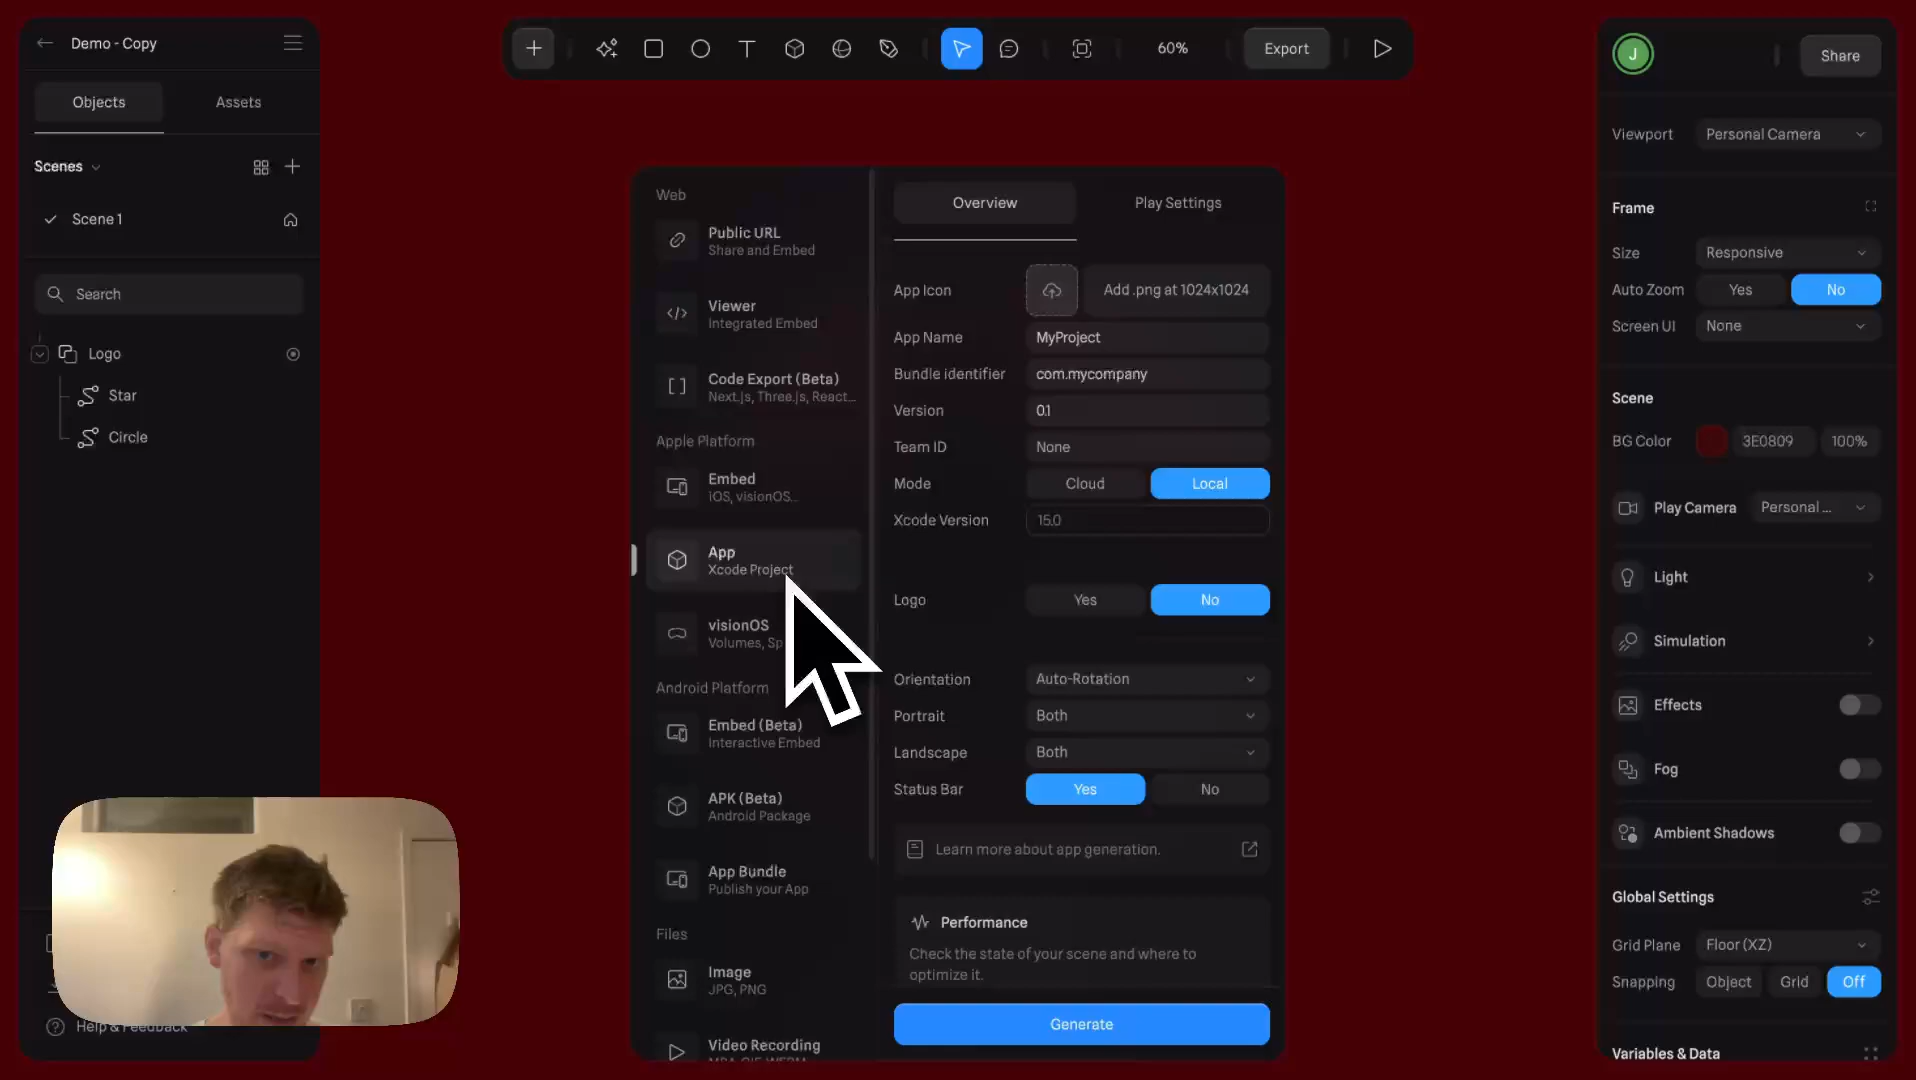 Demo - Copy
Objects
Assets
Scenes
Scene 1
Search
Logo
Star
Circle
Help & Feedback
60%
Export
Web
Public URL
Share and Embed
Viewer
Integrated Embed
Code Export (Beta)
Next.js, Three.js, React...
Apple Platform
Embed
iOS, visionOS...
App
Xcode Project
visionOS
Volumes, Sp
Android Platform
Embed (Beta)
Interactive Embed
APK (Beta)
Android Package
App Bundle
Publish your App
Files
Image
JPG, PNG
Video Recording
Overview
Play Settings
App Icon
Add .png at 1024x1024
App Name
MyProject
Bundle identifier
com.mycompany
Version
0.1
Team ID
None
Mode
Cloud
Local
Xcode Version
15.0
Logo
Yes
No
Orientation
Auto-Rotation
Portrait
Both
Landscape
Both
Status Bar
Yes
No
Learn more about app generation.
Performance
Check the state of your scene and where to
optimize it.
Generate
J
Share
Viewport
Personal Camera
Frame
Size
Responsive
Auto Zoom
Yes
No
Screen UI
None
Scene
BG Color
3E0809
100%
Play Camera
Personal ...
Light
Simulation
Effects
Fog
Ambient Shadows
Global Settings
Grid Plane
Floor (XZ)
Snapping
Object
Grid
Off
Variables & Data